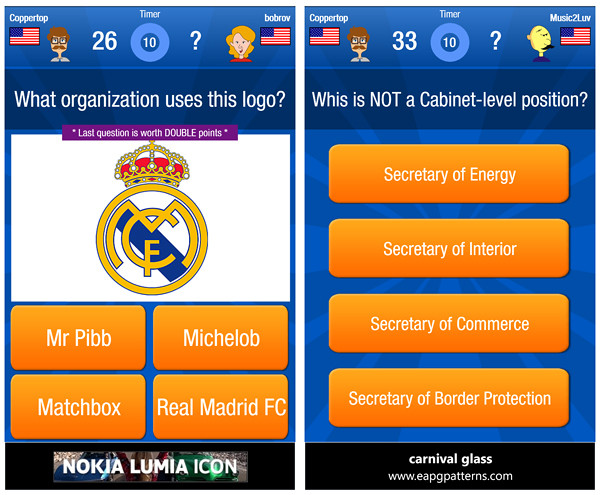 Coppertop
Timer
bobrov
26
10
?
What organization uses this logo?
* Last question is worth DOUBLE points *
Mr Pibb
Michelob
Matchbox
Real Madrid FC
NOKIA LUMIA ICON
Coppertop
Timer
Music2Luv
33
10
?
Whis is NOT a Cabinet-level position?
Secretary of Energy
Secretary of Interior
Secretary of Commerce
Secretary of Border Protection
carnival glass
www.eapgpatterns.com